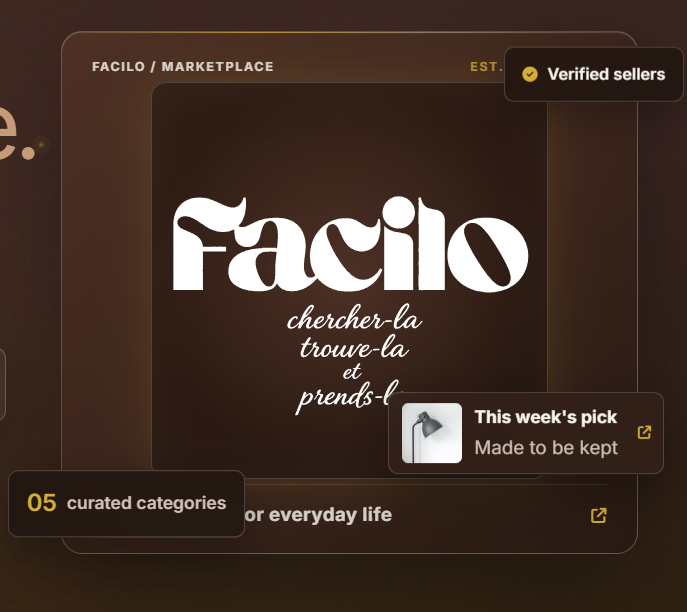 FACILO / MARKETPLACE
EST.
Verified sellers
e.
Facilo
chercher-la
trouve-la
et
This week's pick
Made to be kept
05 curated categories
or everyday life